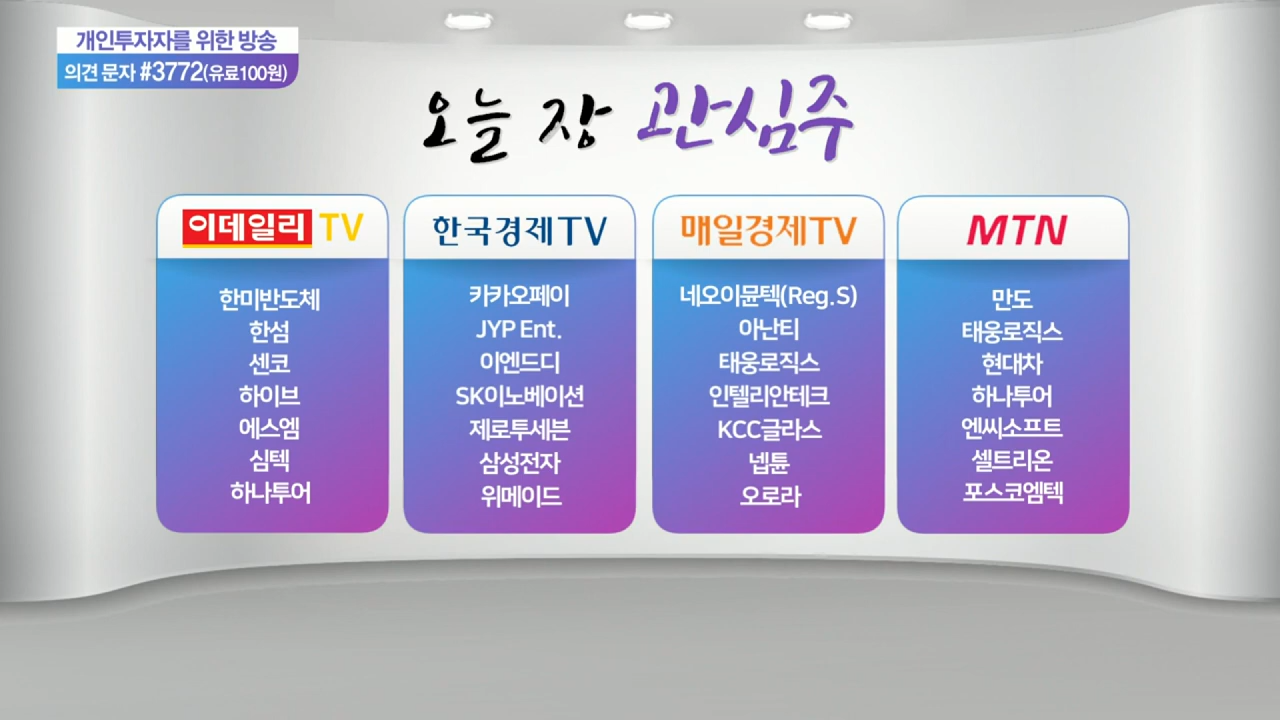 개인투자자를 위한 방송
의견 문자 #3772(유료100원)
오늘 장 관심주
이데일리 TV
한미반도체
한섬
센코
하이브
에스엠
심텍
하나투어
한국경제TV
카카오페이
JYP Ent.
이엔드디
SK이노베이션
제로투세븐
삼성전자
위메이드
매일경제TV
네오이뮨텍(Reg.S)
아난티
태웅로직스
인텔리안테크
KCC글라스
넵튠
오로라
MTN
만도
태웅로직스
현대차
하나투어
엔씨소프트
셀트리온
포스코엠텍